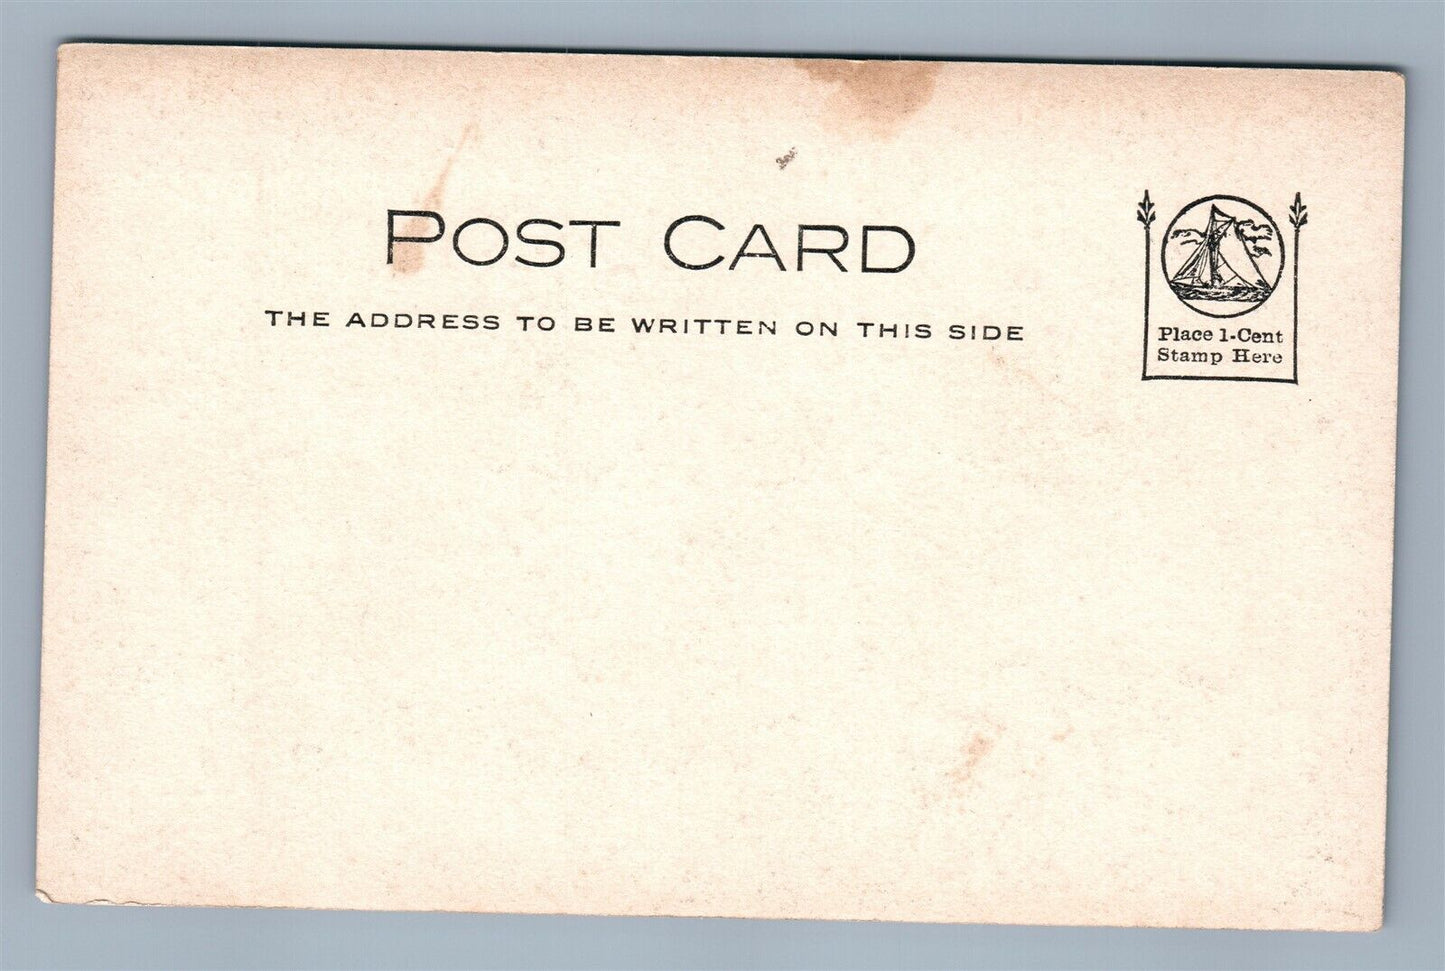 POST CARD
THE ADDRESS TO BE WRITTEN ON THIS SIDE
Place 1-Cent
Stamp Here